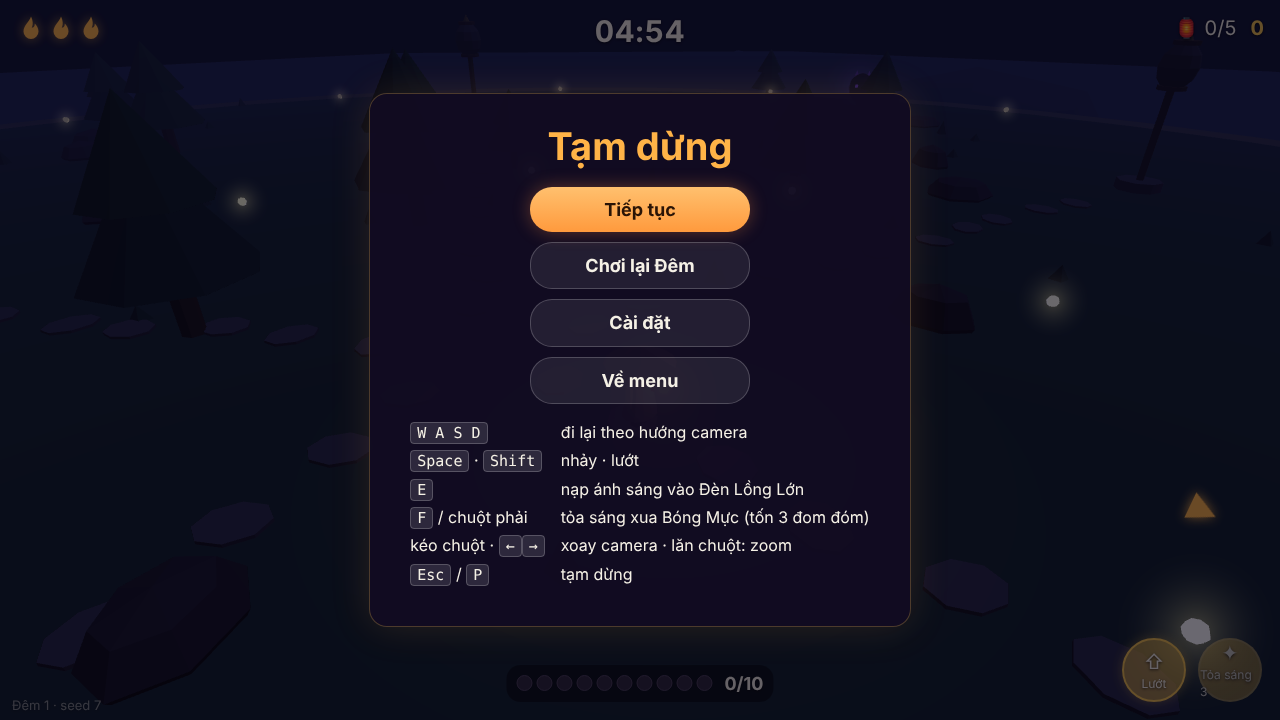 04:54
0/5 0
Tạm dừng
Tiếp tục
Chơi lại Đêm
Cài đặt
Về menu
W A S D đi lại theo hướng camera
Space · Shift nhảy · lướt
E nạp ánh sáng vào Đèn Lồng Lớn
F / chuột phải tỏa sáng xua Bóng Mực (tốn 3 đom đóm)
kéo chuột · ← → xoay camera · lăn chuột: zoom
Esc / P tạm dừng
Lướt
Tỏa sáng
3
0/10
Đêm 1 · seed 7